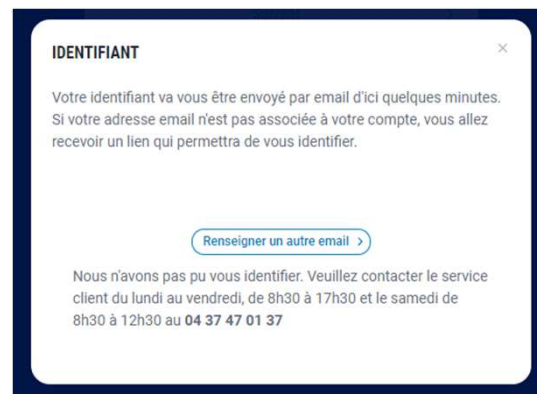 IDENTIFIANT
Votre identifiant va vous être envoyé par email d'ici quelques minutes.
Si votre adresse email n'est pas associée à votre compte, vous allez
recevoir un lien qui permettra de vous identifier.
Renseigner un autre email >
Nous n'avons pas pu vous identifier. Veuillez contacter le service
client du lundi au vendredi, de 8h30 à 17h30 et le samedi de
8h30 à 12h30 au 04 37 47 01 37